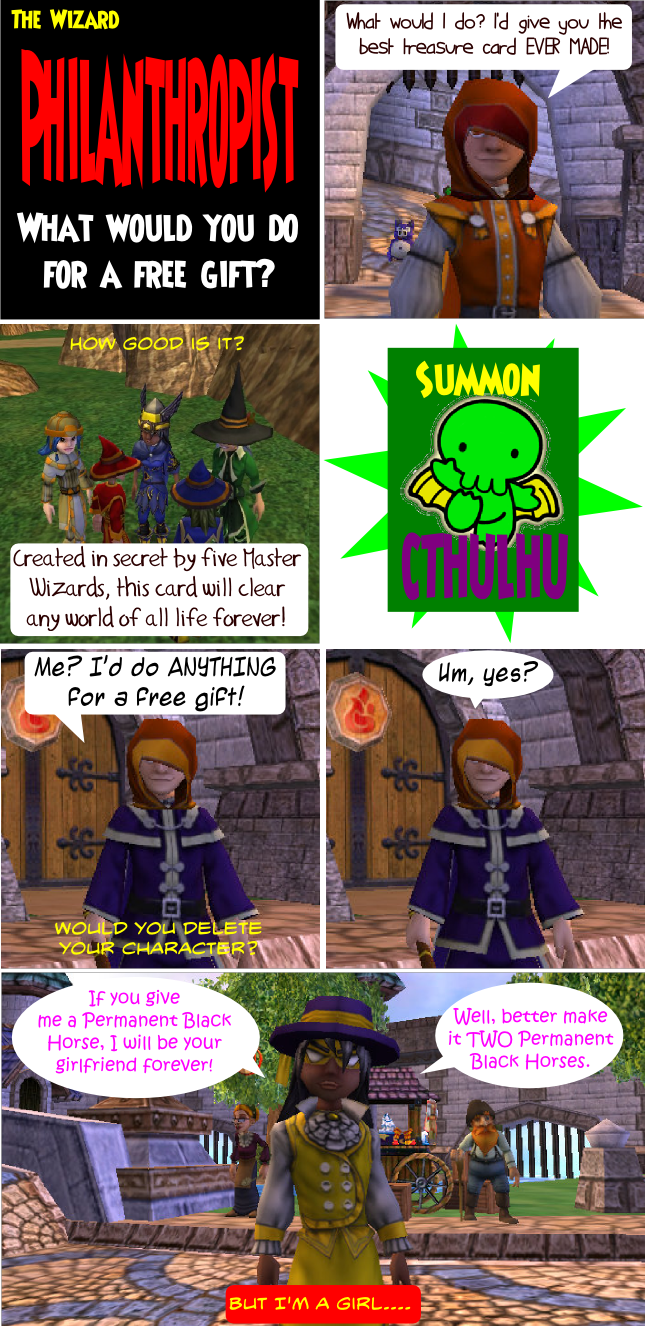 The Wizard
PHILANTHROPIST
What would you do
for a free gift?
What would I do? I'd give you the
best treasure card EVER MADE!
HOW GOOD IS IT?
Created in secret by five Master
Wizards, this card will clear
any world of all life forever!
SUMMON
CTHULHU
Me? I'd do ANYTHING
for a free gift!
WOULD YOU DELETE
YOUR CHARACTER?
Um, yes?
If you give
me a Permanent Black
Horse, I will be your
girlfriend forever!
Well, better make
it TWO Permanent
Black Horses.
BUT I'M A GIRL....